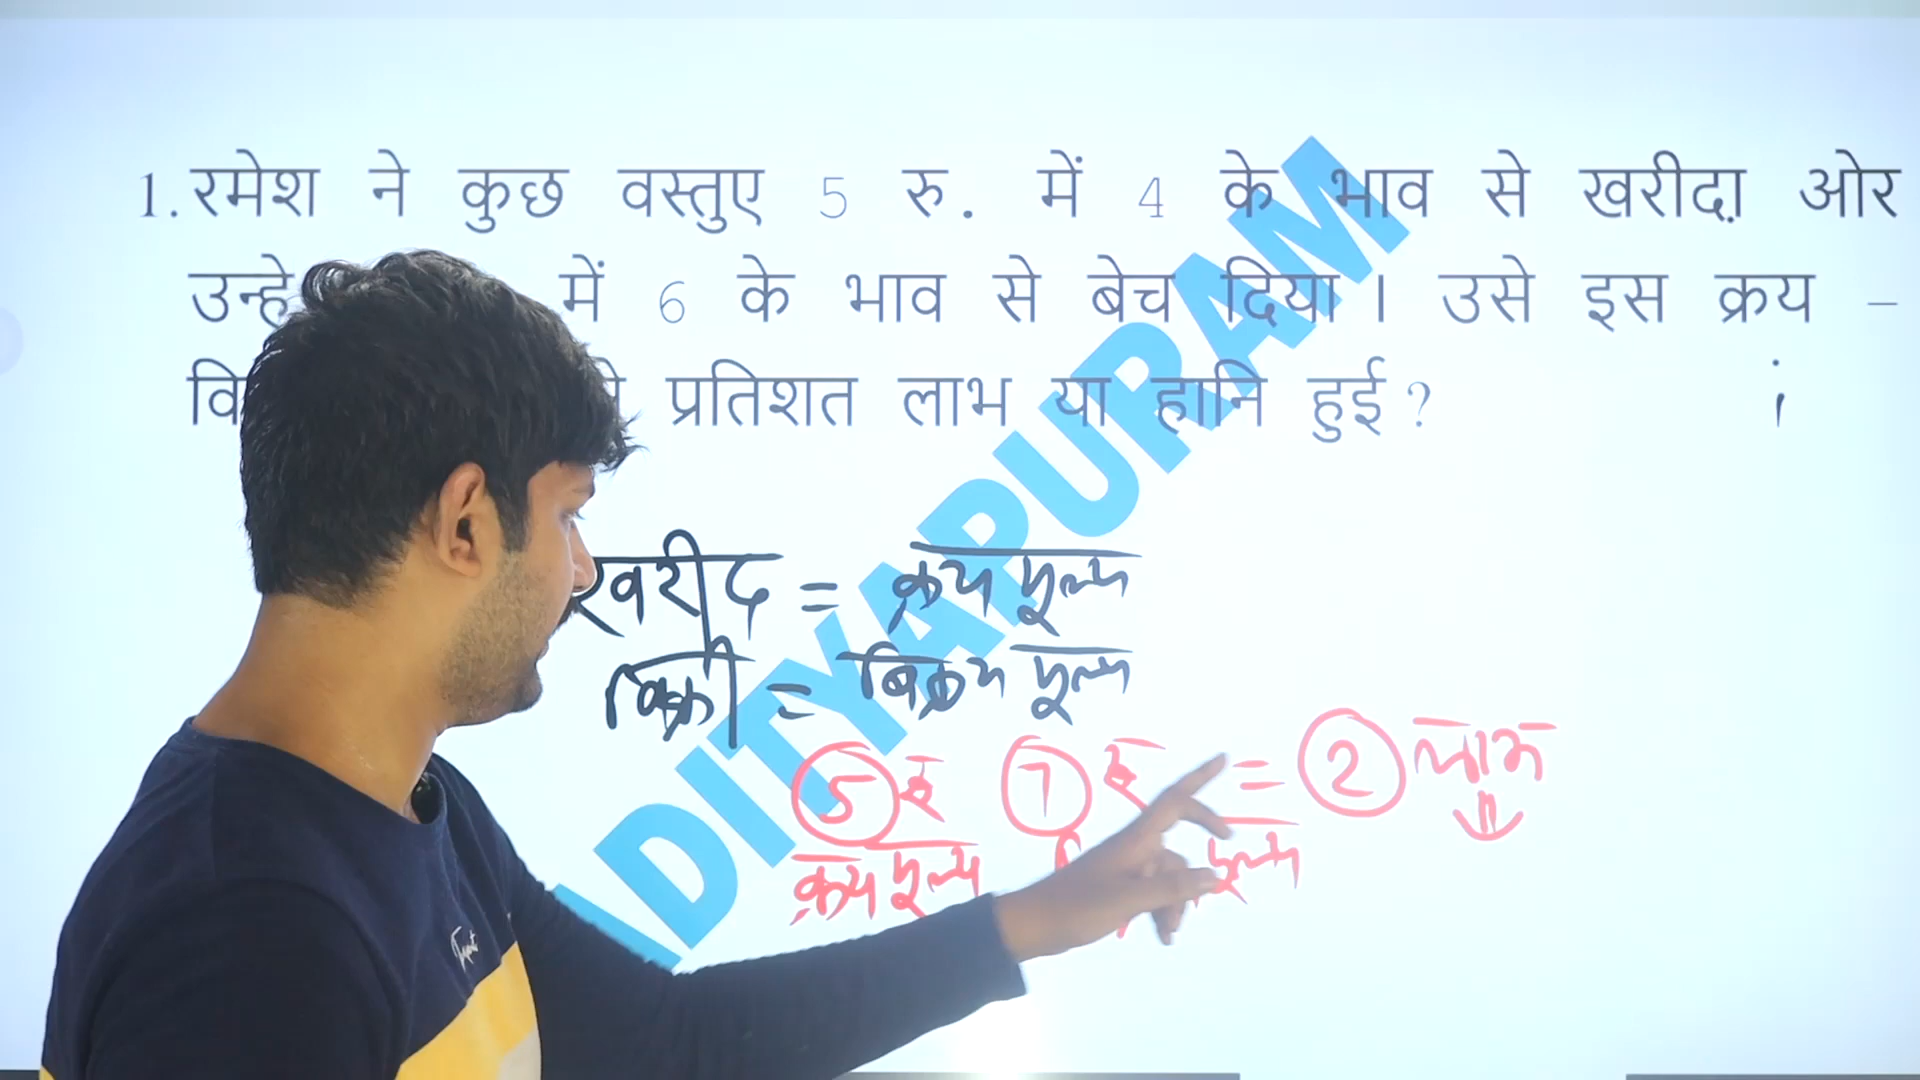 1. रमेश ने कुछ वस्तुए 5 रु. में 4 के भाव से खरीदा़ ओर
उन्हे में 6 के भाव से बेच दिया। उसे इस क्रय –
वि प्रतिशत लाभ या हानि हुई?
खरीद = क्रय मूल्य
बिक्री = बिक्रय मूल्य
5 रु 7 रु = 2 लाभ
क्रय मूल्य मूल्य
ADITYAPURAM